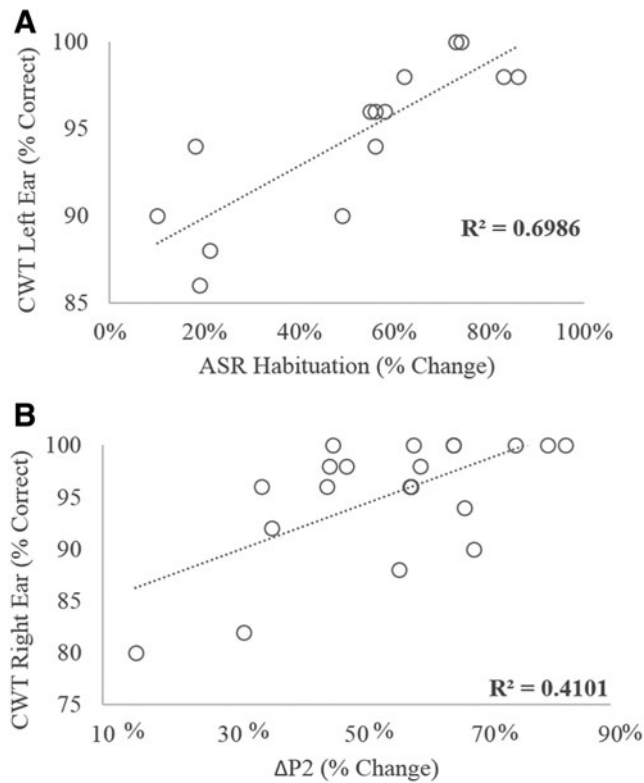 A
100
95
90
85
CWT Left Ear (% Correct)
R² = 0.6986
0% 20% 40% 60% 80% 100%
ASR Habituation (% Change)
B
100
95
90
85
80
75
CWT Right Ear (% Correct)
R² = 0.4101
10 % 30 % 50 % 70 % 90%
ΔP2 (% Change)